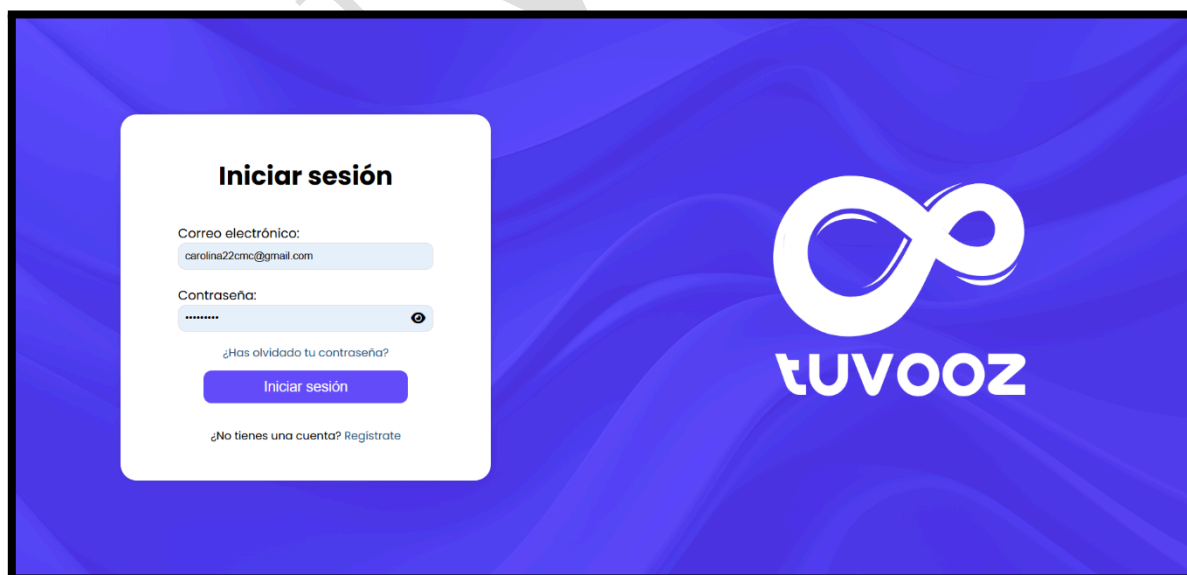 Iniciar sesión
Correo electrónico:
carolina22cmc@gmail.com
Contraseña:
•••••••••
¿Has olvidado tu contraseña?
Iniciar sesión
¿No tienes una cuenta? Regístrate
tuvooz